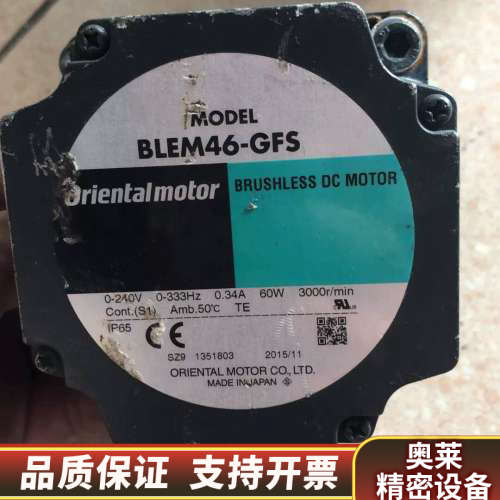 MODEL
BLEM46-GFS
Orientalmotor
BRUSHLESS DC MOTOR
0-240V 0-333Hz 0.34A 60W 3000r/min
Cont.(S1) Amb.50℃ TE
IP65
CE
SZ9 1351803 2015/11
ORIENTAL MOTOR CO.,LTD.
MADE IN JAPAN
品质保证 支持开票
奥莱
精密设备